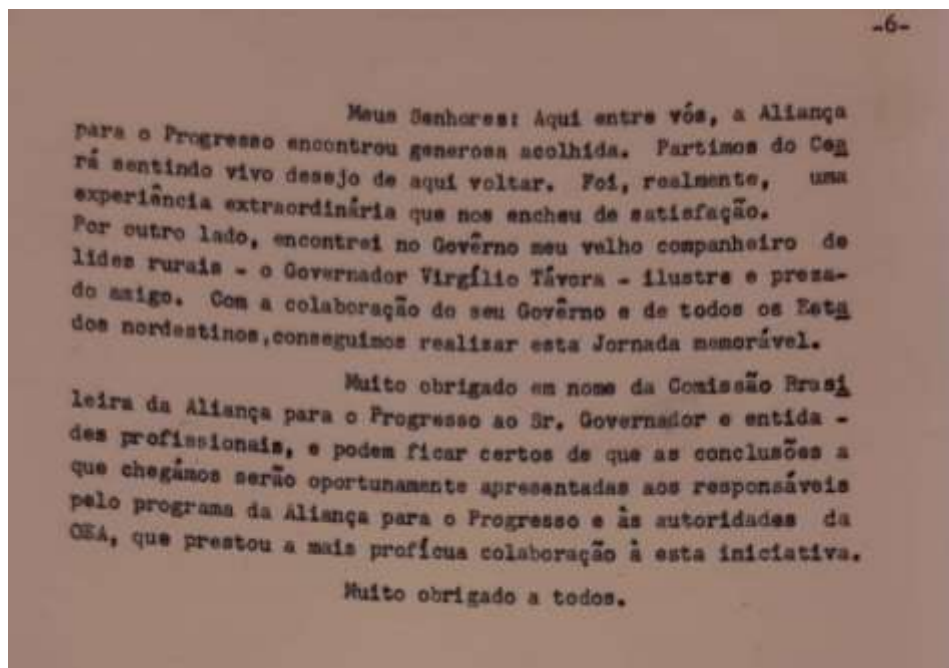 -6-
Meus Senhores: Aqui entre vós, a Aliança
para o Progresso encontrou generosa acolhida. Partimos do Cea
rá sentindo vivo desejo de aqui voltar. Foi, realmente, uma
experiência extraordinária que nos encheu de satisfação.
Por outro lado, encontrei no Govêrno meu velho companheiro de
lides rurais - o Governador Virgílio Távora - ilustre e preza-
do amigo. Com a colaboração do seu Govêrno e de todos os Esta
dos nordestinos, conseguimos realizar esta Jornada memorável.
Muito obrigado em nome da Comissão Brasi
leira da Aliança para o Progresso ao Sr. Governador e entida -
des profissionais, e podem ficar certos de que as conclusões a
que chegámos serão oportunamente apresentadas aos responsáveis
pelo programa da Aliança para o Progresso e às autoridades da
OEA, que prestou a mais profícua colaboração à esta iniciativa.
Muito obrigado a todos.